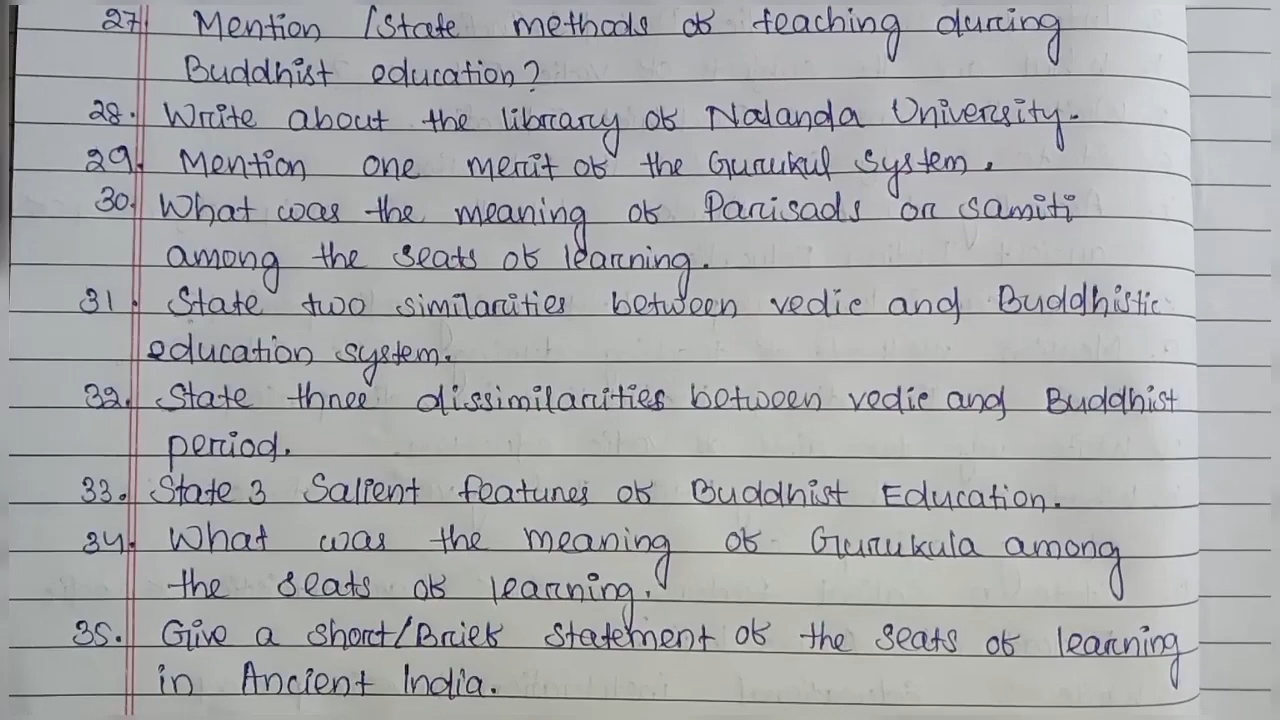 27. Mention /State methods of teaching during
Buddhist education?
28. Write about the library of Nalanda University.
29. Mention one merit of the Gurukul System.
30. What was the meaning of Parisads or samiti
among the seats of learning.
31. State two similarities between vedic and Buddhistic
education system.
32. State three dissimilarities between vedic and Buddhist
period.
33. State 3 Salient features of Buddhist Education.
34. What was the meaning of Gurukula among
the seats of learning.
35. Give a short/Brief statement of the seats of learning
in Ancient India.